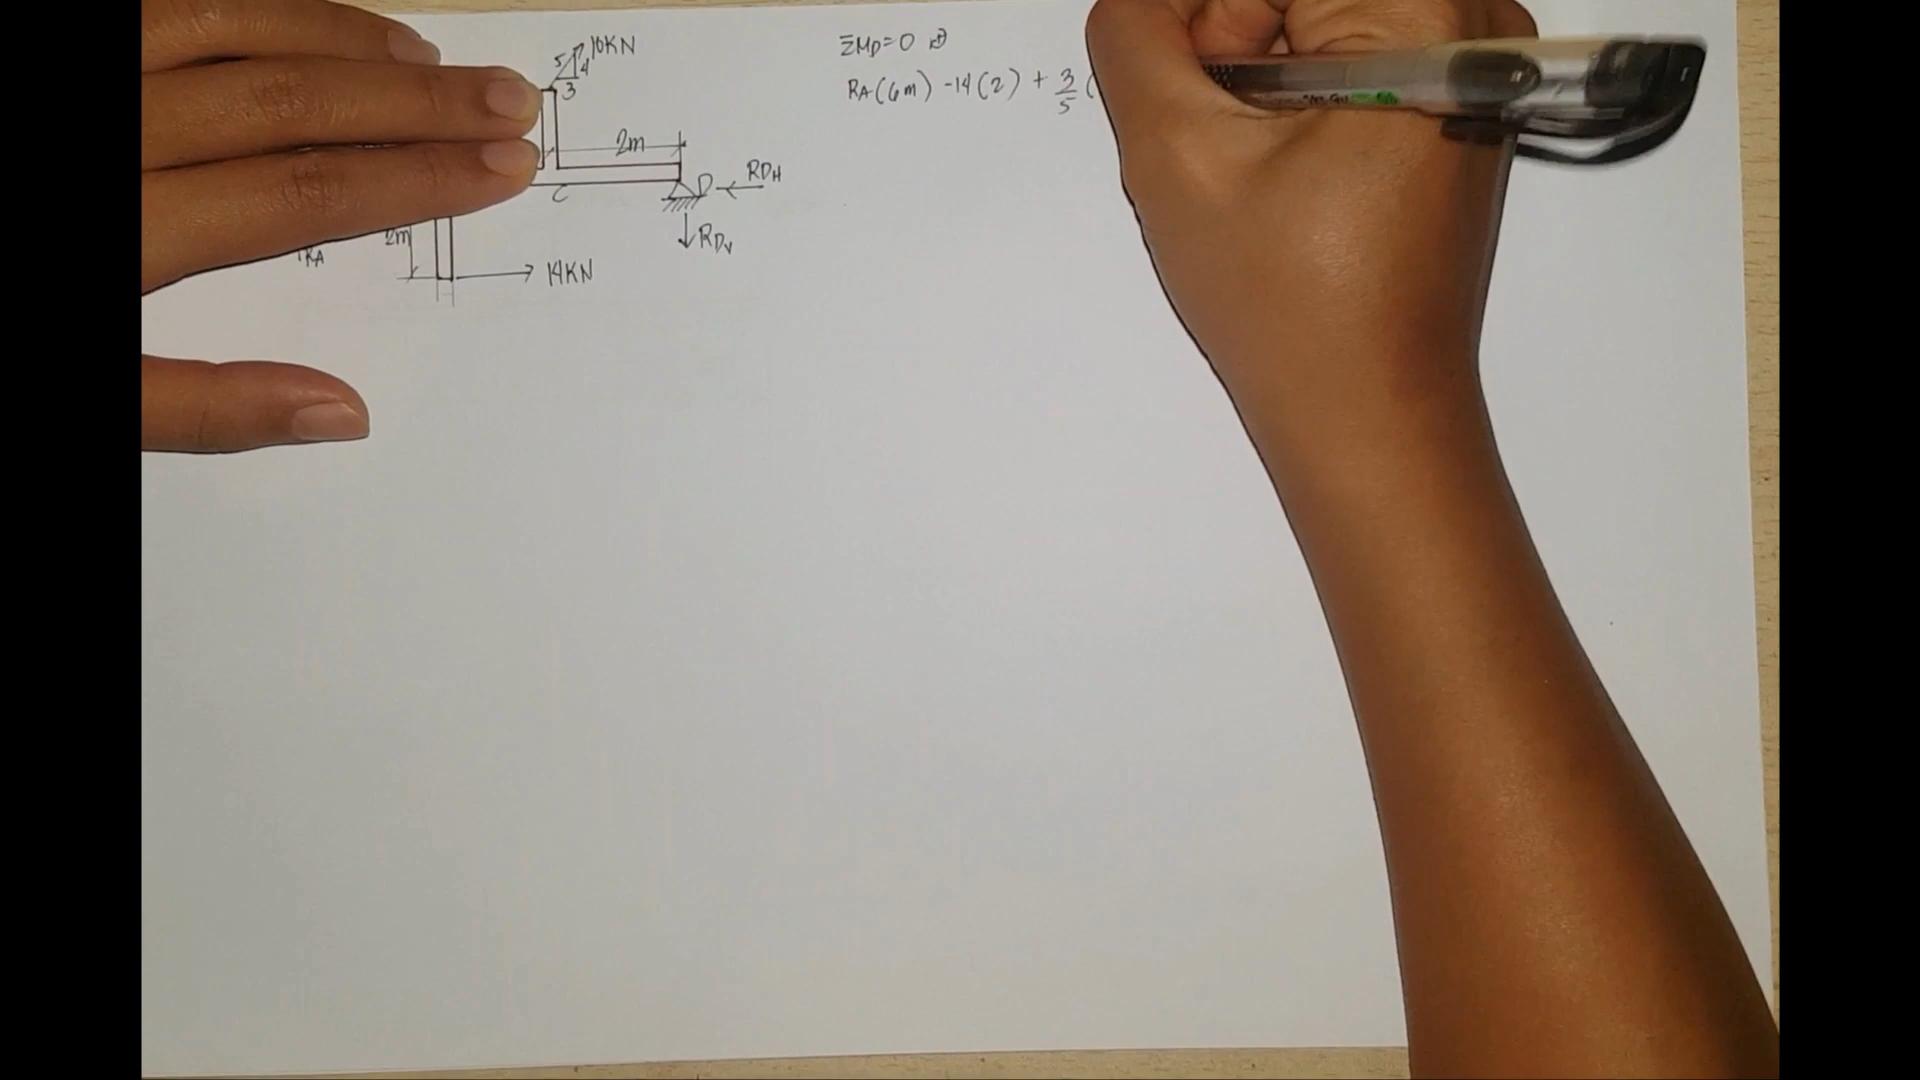 10KN
5
4
3
2m
C
D
RDH
RDV
RA
2m
14KN
ΣMD=0
RA(6m) -14(2) + 3/5 (